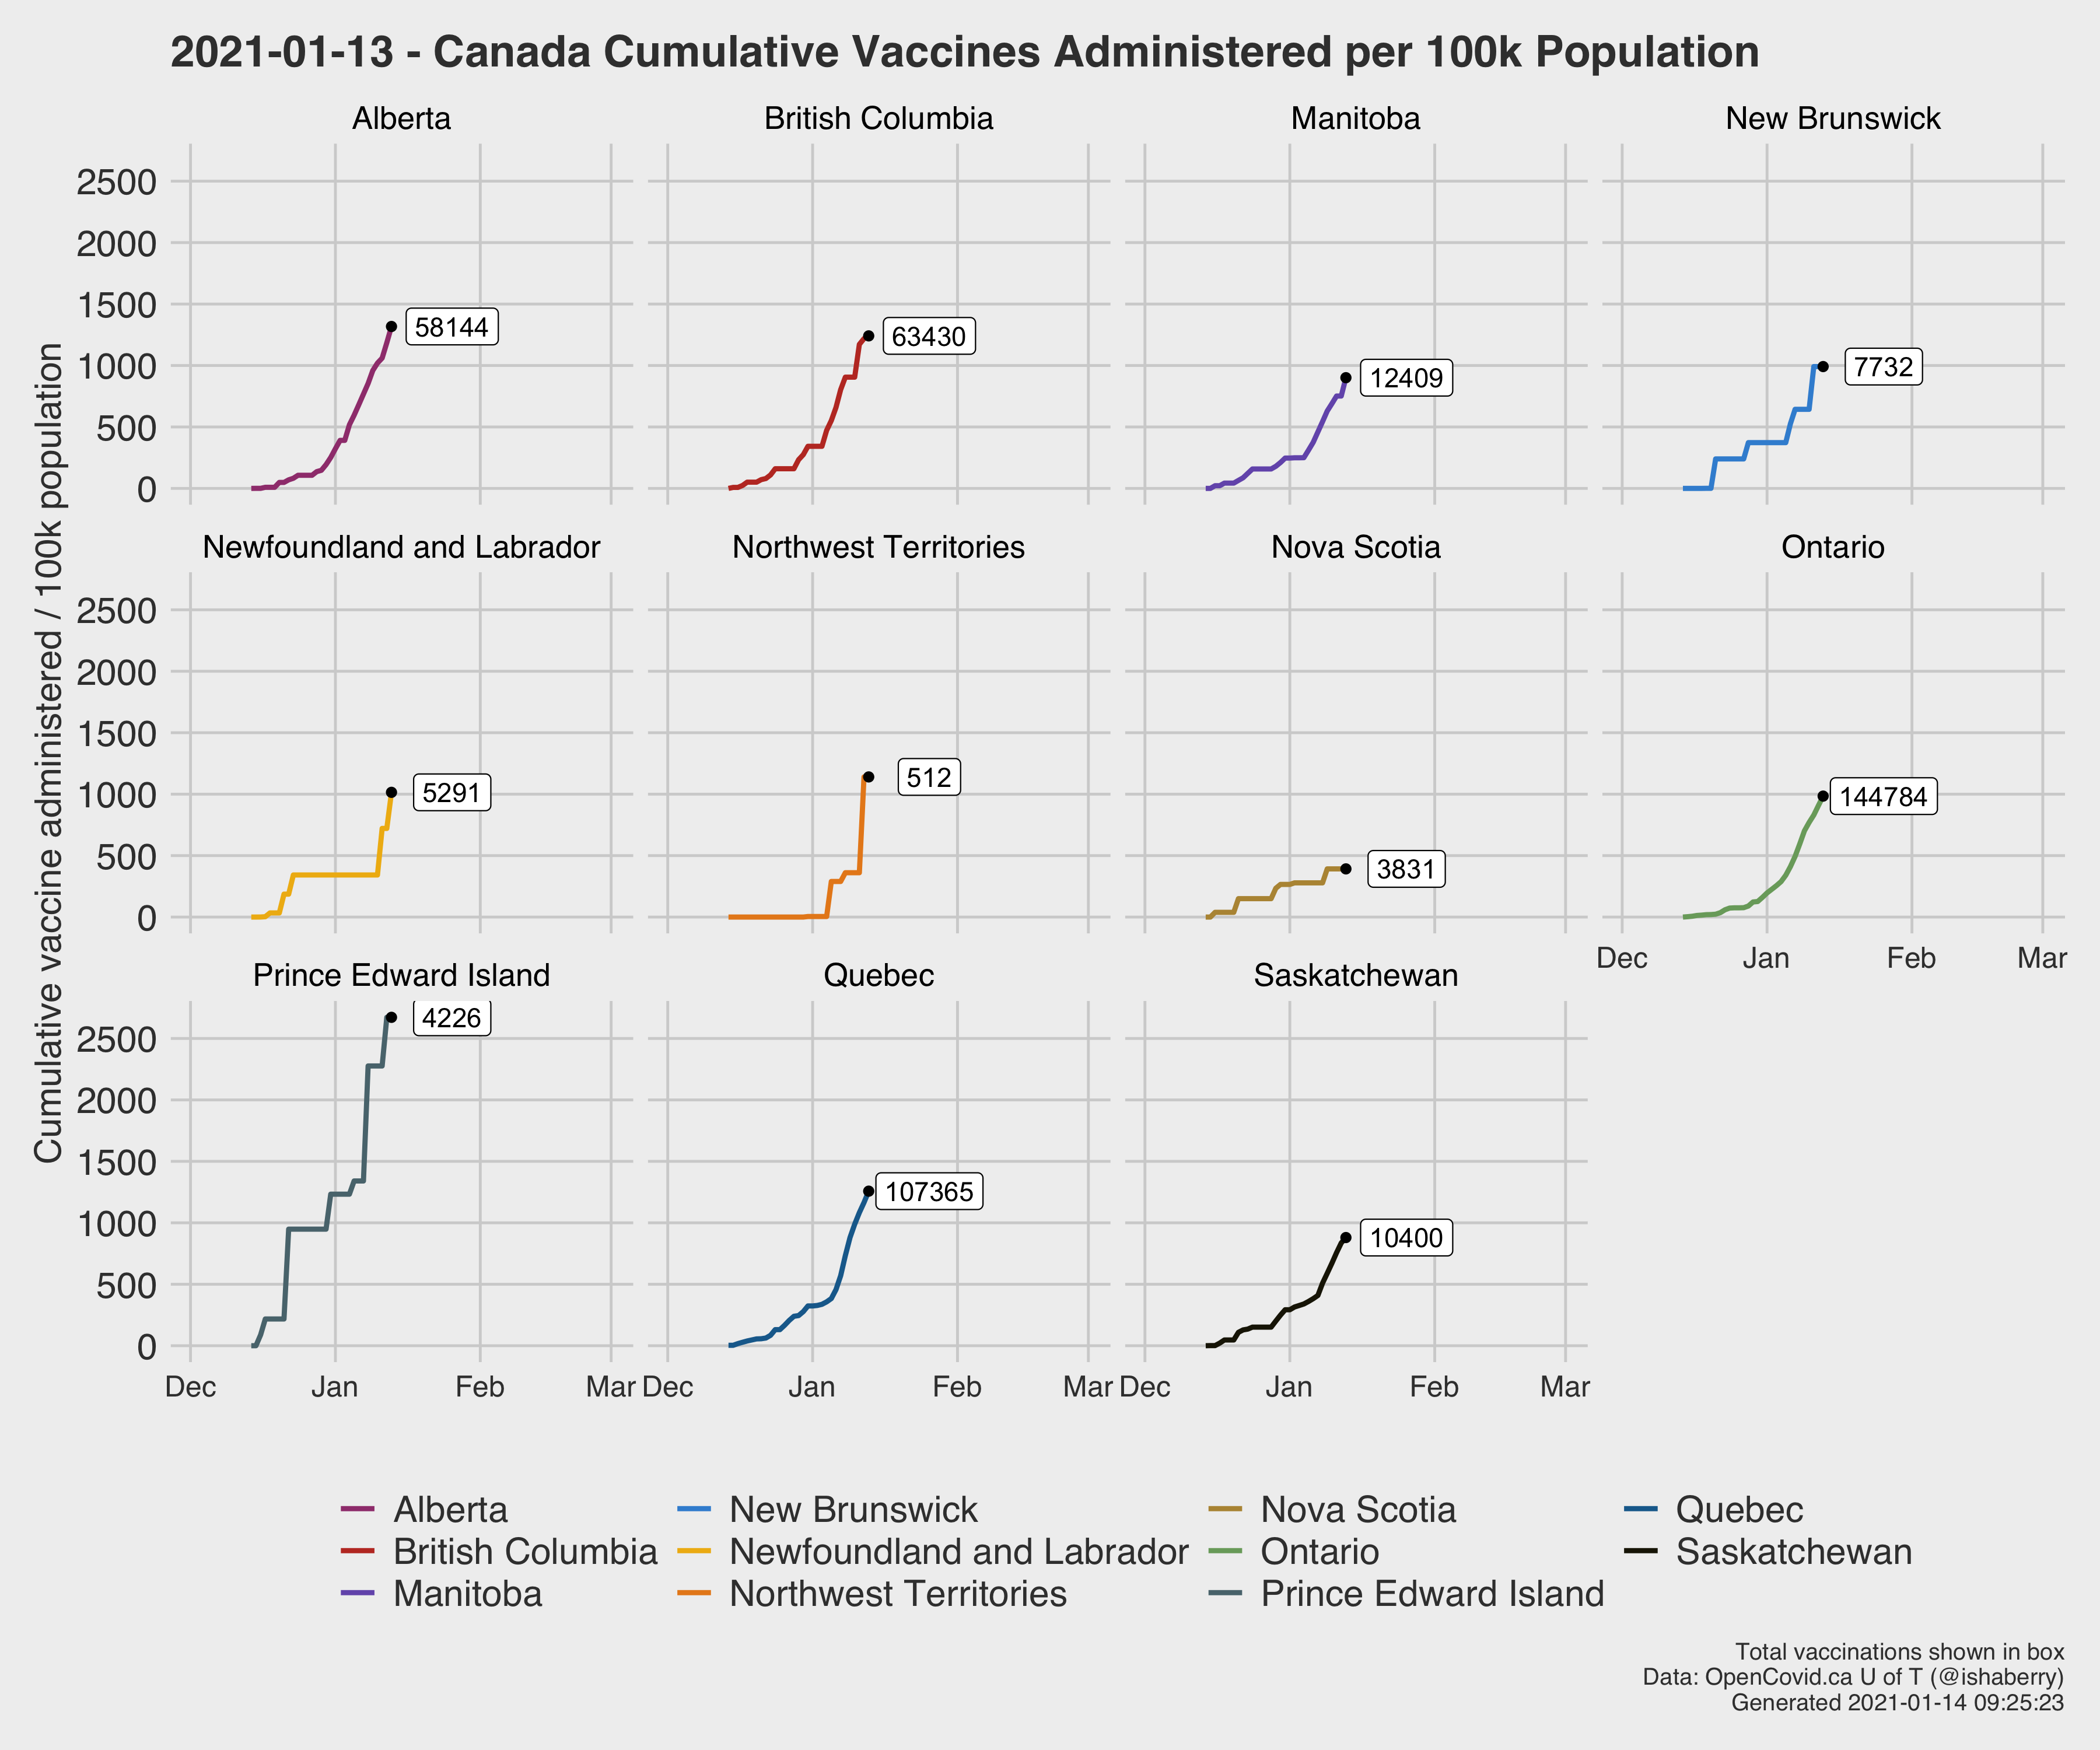 2021-01-13 - Canada Cumulative Vaccines Administered per 100k Population
Cumulative vaccine administered / 100k population
Alberta
British Columbia
Manitoba
New Brunswick
2500
2000
1500
1000
500
0
58144
63430
12409
7732
Newfoundland and Labrador
Northwest Territories
Nova Scotia
Ontario
2500
2000
1500
1000
500
0
5291
512
3831
144784
Dec Jan Feb Mar
Prince Edward Island
Quebec
Saskatchewan
2500
2000
1500
1000
500
0
4226
107365
10400
Dec Jan Feb Mar
Dec Jan Feb Mar
Dec Jan Feb Mar
Alberta
British Columbia
Manitoba
New Brunswick
Newfoundland and Labrador
Northwest Territories
Nova Scotia
Ontario
Prince Edward Island
Quebec
Saskatchewan
Total vaccinations shown in box
Data: OpenCovid.ca U of T (@ishaberry)
Generated 2021-01-14 09:25:23